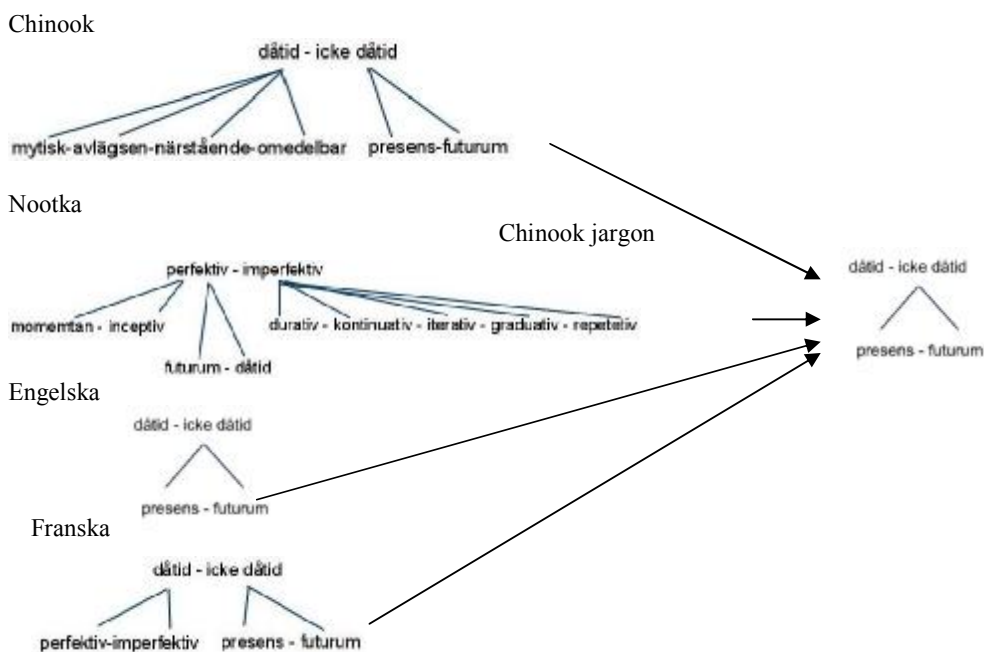 Chinook
dåtid - icke dåtid
mytisk-avlägsen-närstående-omedelbar presens-futurum
Nootka
Chinook jargon
perfektiv - imperfektiv
momemtan - inceptiv
durativ - kontinuativ - iterativ - graduativ - repetetiv
futurum - dåtid
dåtid - icke dåtid
presens - futurum
Engelska
dåtid - icke dåtid
presens - futurum
Franska
dåtid - icke dåtid
perfektiv-imperfektiv presens - futurum